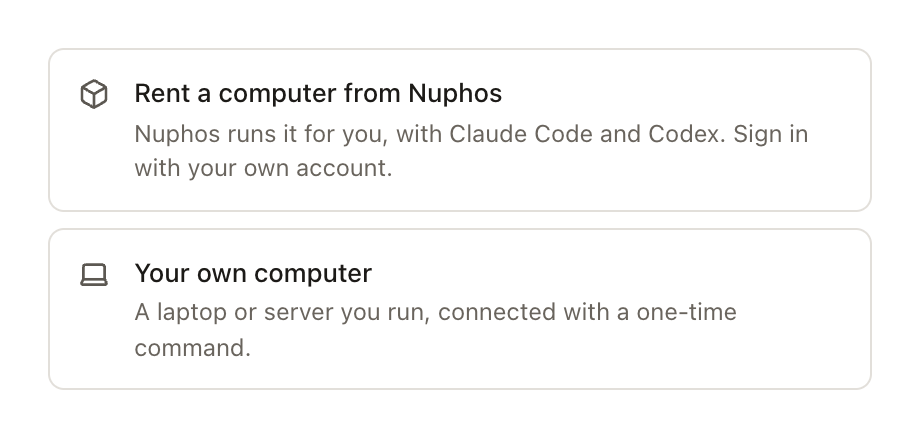 Rent a computer from Nuphos
Nuphos runs it for you, with Claude Code and Codex. Sign in
with your own account.
Your own computer
A laptop or server you run, connected with a one-time
command.